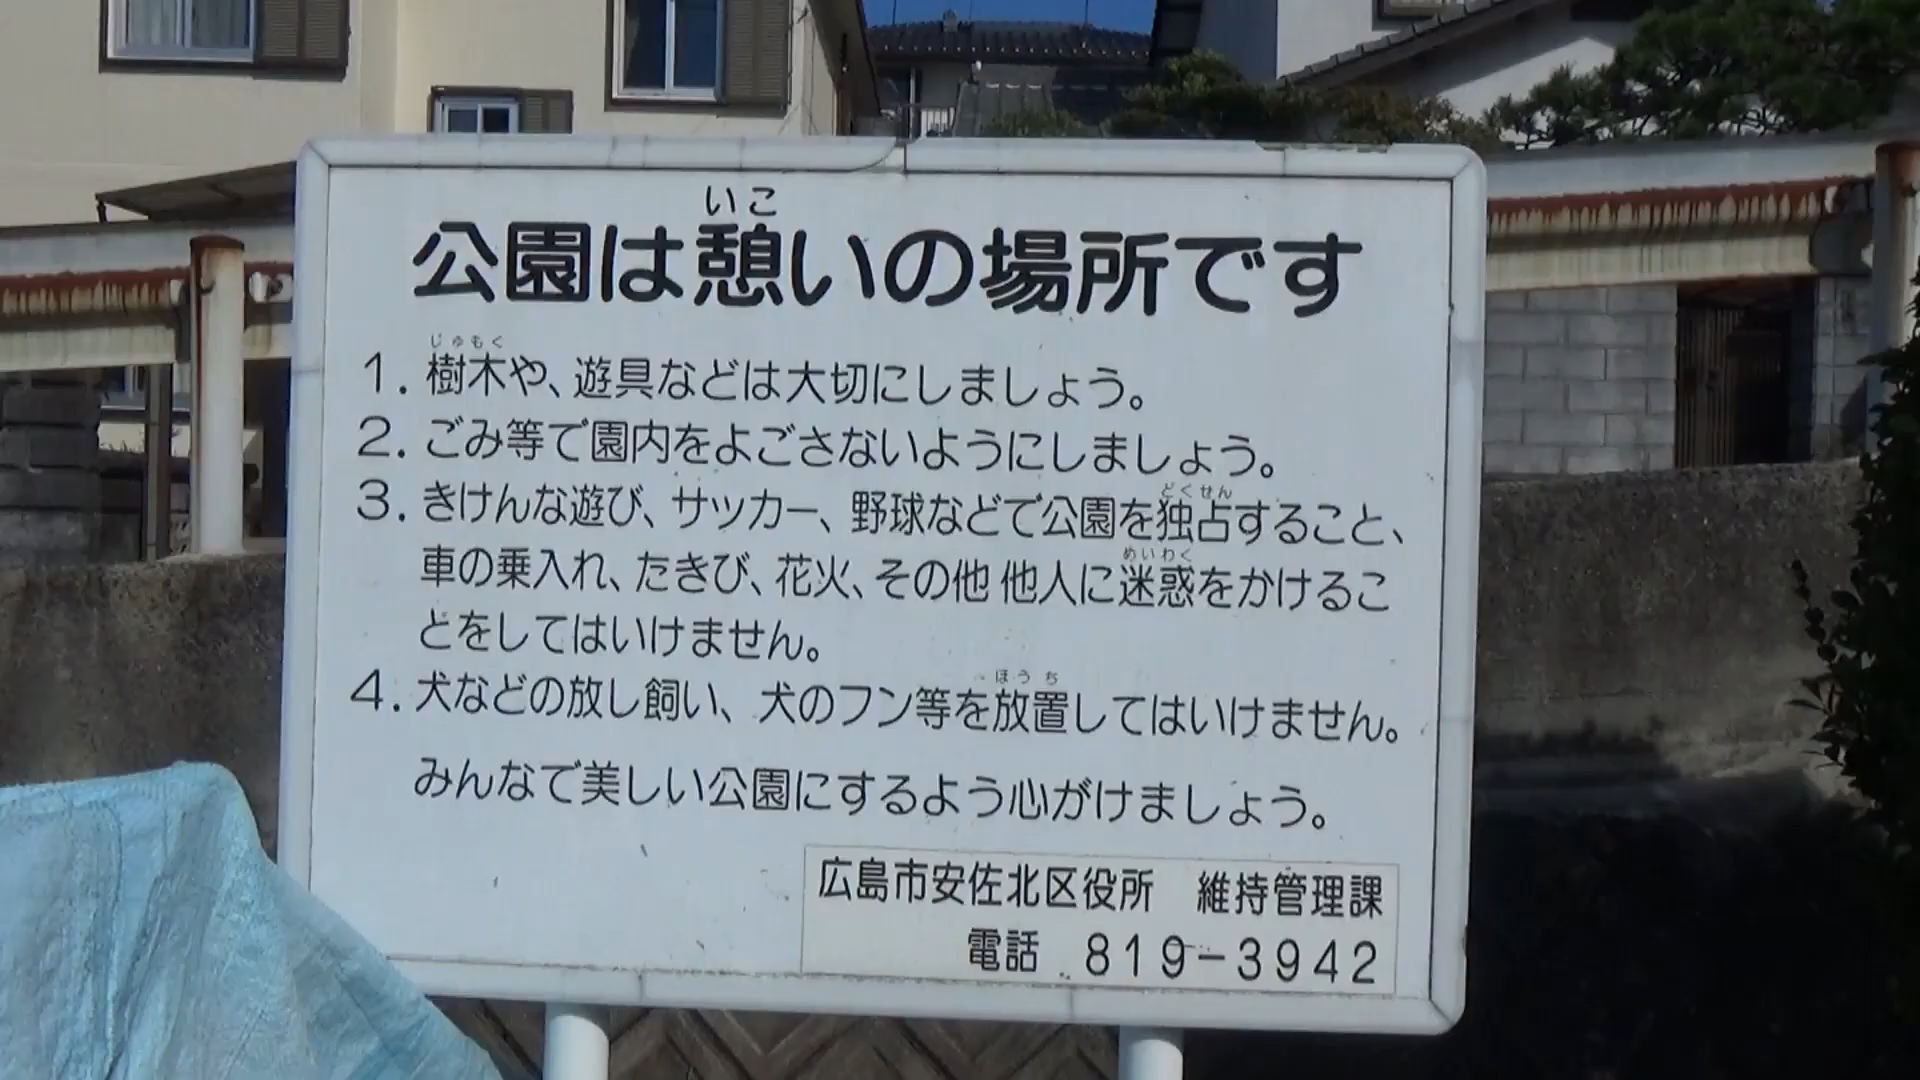 いこ
公園は憩いの場所です
じゅもく
1. 樹木や、遊具などは大切にしましょう。
2. ごみ等で園内をよごさないようにしましょう。
どくせん
3. きけんな遊び、サッカー、野球などで公園を独占すること、
めいわく
車の乗入れ、たきび、花火、その他 他人に迷惑をかけるこ
とをしてはいけません。
ほうち
4. 犬などの放し飼い、犬のフン等を放置してはいけません。
みんなで美しい公園にするよう心がけましょう。
広島市安佐北区役所 維持管理課
電話 819-3942